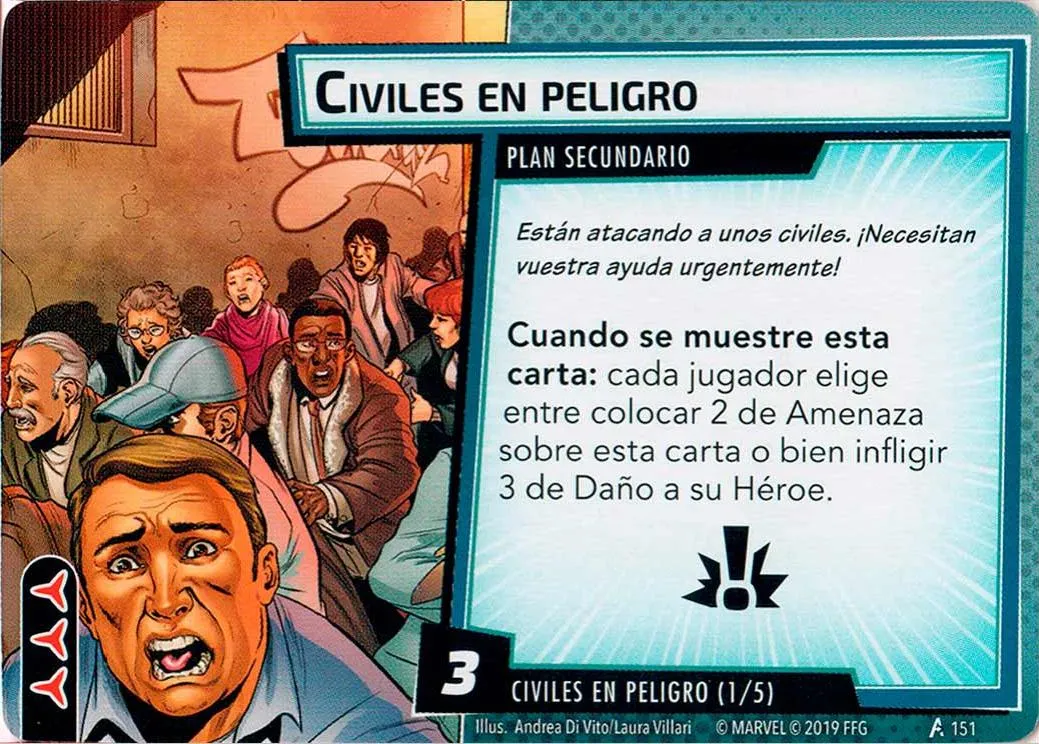 CIVILES EN PELIGRO
PLAN SECUNDARIO
Están atacando a unos civiles. ¡Necesitan
vuestra ayuda urgentemente!
Cuando se muestre esta
carta: cada jugador elige
entre colocar 2 de Amenaza
sobre esta carta o bien infligir
3 de Daño a su Héroe.
3
CIVILES EN PELIGRO (1/5)
Illus. Andrea Di Vito/Laura Villari © MARVEL © 2019 FFG 151